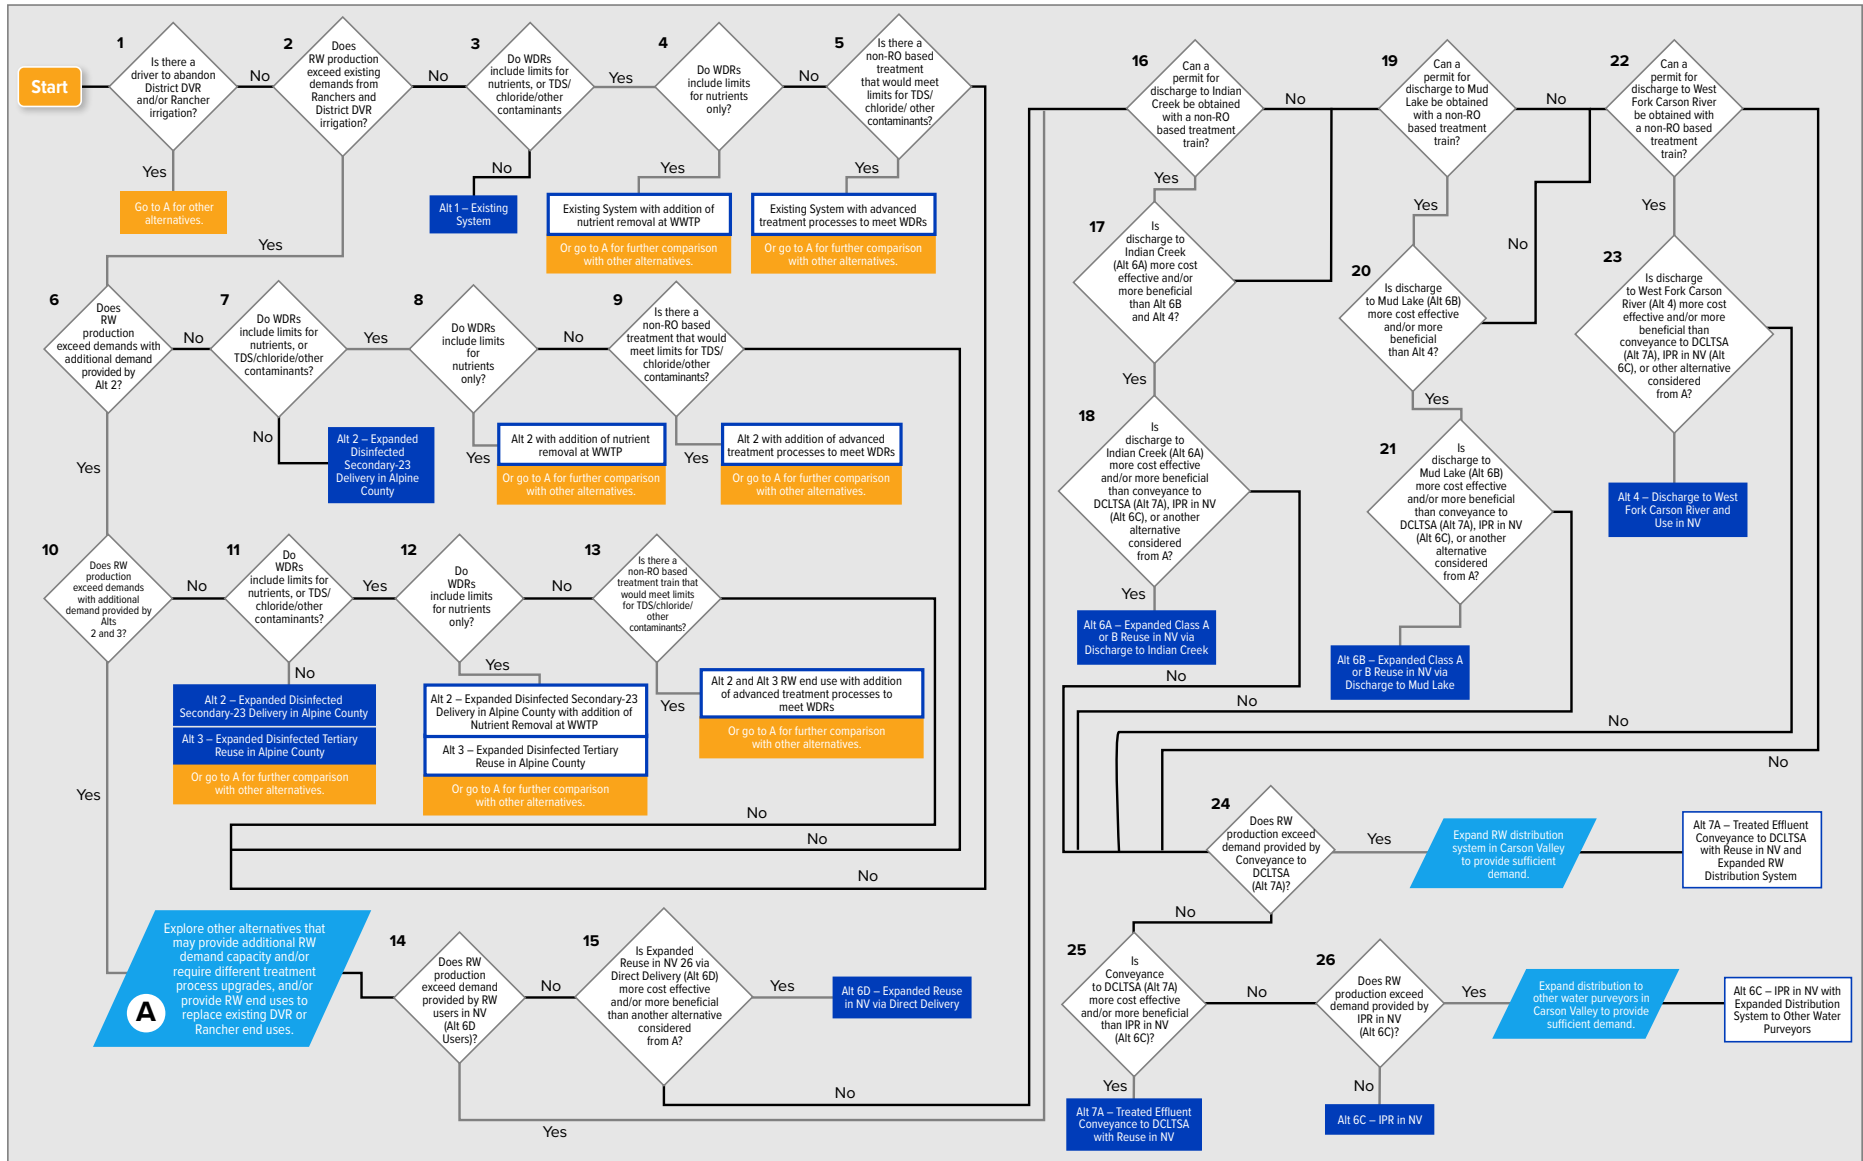 Start
1
Is there a
driver to abandon
District DVR
and/or Rancher
irrigation?
No
Yes
Go to A for other
alternatives.
2
Does
RW production
exceed existing
demands from
Ranchers and
District DVR
irrigation?
No
Yes
3
Do WDRs
include limits for
nutrients, or TDS/
chloride/other
contaminants
Yes
No
Alt 1 – Existing
System
4
Do WDRs
include limits
for nutrients
only?
No
Yes
Existing System with addition of
nutrient removal at WWTP
Or go to A for further comparison
with other alternatives.
5
Is there a
non-RO based
treatment
that would meet
limits for TDS/
chloride/ other
contaminants?
Yes
Existing System with advanced
treatment processes to meet WDRs
Or go to A for further comparison
with other alternatives.
6
Does
RW
production
exceed demands with
additional demand
provided by
Alt 2?
No
Yes
7
Do WDRs
include limits for
nutrients, or
TDS/chloride/other
contaminants?
Yes
No
Alt 2 – Expanded
Disinfected
Secondary-23
Delivery in Alpine
County
8
Do WDRs
include limits
for
nutrients
only?
No
Yes
Alt 2 with addition of nutrient
removal at WWTP
Or go to A for further comparison
with other alternatives.
9
Is there a
non-RO based
treatment that would
meet limits for TDS/
chloride/other
contaminants?
Yes
Alt 2 with addition of advanced
treatment processes to meet WDRs
Or go to A for further comparison
with other alternatives.
10
Does RW
production
exceed demands
with additional
demand provided by
Alts
2 and 3?
No
Yes
11
Do
WDRs
include limits for
nutrients, or TDS/
chloride/other
contaminants?
Yes
No
Alt 2 – Expanded Disinfected
Secondary-23 Delivery in Alpine County
Alt 3 – Expanded Disinfected Tertiary
Reuse in Alpine County
Or go to A for further comparison
with other alternatives.
12
Do
WDRs
include limits
for nutrients
only?
No
Yes
Alt 2 – Expanded Disinfected Secondary-23
Delivery in Alpine County with addition of
Nutrient Removal at WWTP
Alt 3 – Expanded Disinfected Tertiary
Reuse in Alpine County
Or go to A for further comparison
with other alternatives.
13
Is there a
non-RO based
treatment train that
would meet limits
for TDS/chloride/
other
contaminants?
Yes
Alt 2 and Alt 3 RW end use with addition
of advanced treatment processes to
meet WDRs
Or go to A for further comparison
with other alternatives.
No
No
No
Explore other alternatives that
may provide additional RW
demand capacity and/or
require different treatment
process upgrades, and/or
provide RW end uses to
replace existing DVR or
Rancher end uses.
A
14
Does RW
production
exceed demand
provided by RW
users in NV
(Alt 6D
Users)?
No
Yes
15
Is Expanded
Reuse in NV 26 via
Direct Delivery (Alt 6D)
more cost effective
and/or more beneficial
than another alternative
considered
from A?
Yes
No
Alt 6D – Expanded Reuse
in NV via Direct Delivery
16
Can a
permit for
discharge to Indian
Creek be obtained
with a non-RO
based treatment
train?
No
Yes
17
Is
discharge to
Indian Creek
(Alt 6A) more cost
effective and/or
more beneficial
than Alt 6B
and Alt 4?
Yes
18
Is
discharge to
Indian Creek (Alt 6A)
more cost effective
and/or more beneficial
than conveyance to
DCLTSA (Alt 7A), IPR in NV
(Alt 6C), or another
alternative
considered
from A?
Yes
Alt 6A – Expanded Class A
or B Reuse in NV via
Discharge to Indian Creek
No
19
Can a
permit for
discharge to Mud
Lake be obtained
with a non-RO
based treatment
train?
No
Yes
20
Is discharge
to Mud Lake (Alt 6B)
more cost effective
and/or more
beneficial
than Alt 4?
No
Yes
21
Is
discharge to
Mud Lake (Alt 6B)
more cost effective
and/or more beneficial
than conveyance to
DCLTSA (Alt 7A), IPR in NV
(Alt 6C), or another
alternative
considered
from A?
Alt 6B – Expanded Class A
or B Reuse in NV via
Discharge to Mud Lake
No
22
Can a
permit for
discharge to West
Fork Carson River
be obtained with
a non-RO based
treatment
train?
Yes
23
Is discharge
to West Fork Carson
River (Alt 4) more cost
effective and/or more
beneficial than
conveyance to DCLTSA
(Alt 7A), IPR in NV (Alt
6C), or other alternative
considered
from A?
Alt 4 – Discharge to West
Fork Carson River and
Use in NV
No
No
24
Does RW
production exceed
demand provided by
Conveyance to
DCLTSA
(Alt 7A)?
Yes
No
Expand RW distribution
system in Carson Valley
to provide sufficient
demand.
Alt 7A – Treated Effluent
Conveyance to DCLTSA
with Reuse in NV and
Expanded RW
Distribution System
25
Is
Conveyance
to DCLTSA (Alt 7A)
more cost effective
and/or more beneficial
than IPR in NV
(Alt 6C)?
No
Yes
Alt 7A – Treated Effluent
Conveyance to DCLTSA
with Reuse in NV
26
Does RW
production exceed
demand provided by
IPR in NV
(Alt 6C)?
Yes
No
Alt 6C – IPR in NV
Expand distribution to
other water purveyors in
Carson Valley to provide
sufficient demand.
Alt 6C – IPR in NV with
Expanded Distribution
System to Other Water
Purveyors